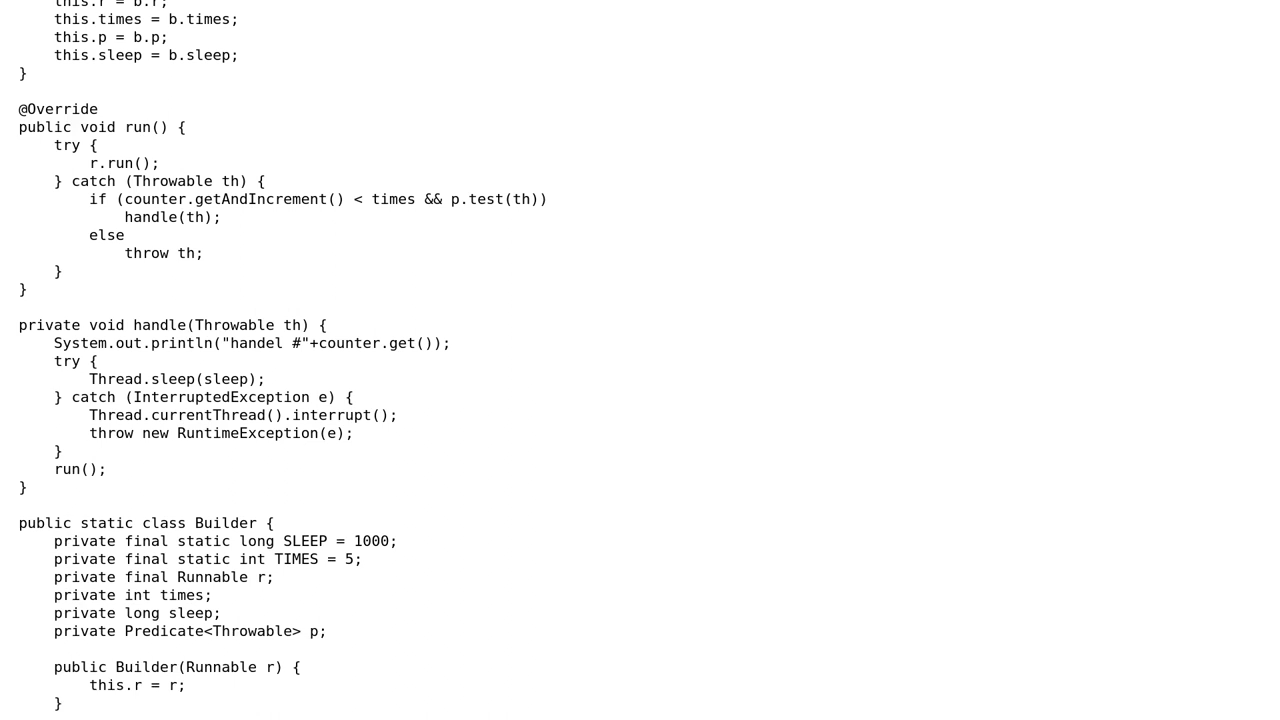 this.r = b.r;
this.times = b.times;
this.p = b.p;
this.sleep = b.sleep;
}
@Override
public void run() {
try {
r.run();
} catch (Throwable th) {
if (counter.getAndIncrement() < times && p.test(th))
handle(th);
else
throw th;
}
}
private void handle(Throwable th) {
System.out.println("handel #"+counter.get());
try {
Thread.sleep(sleep);
} catch (InterruptedException e) {
Thread.currentThread().interrupt();
throw new RuntimeException(e);
}
run();
}
public static class Builder {
private final static long SLEEP = 1000;
private final static int TIMES = 5;
private final Runnable r;
private int times;
private long sleep;
private Predicate<Throwable> p;
public Builder(Runnable r) {
this.r = r;
}